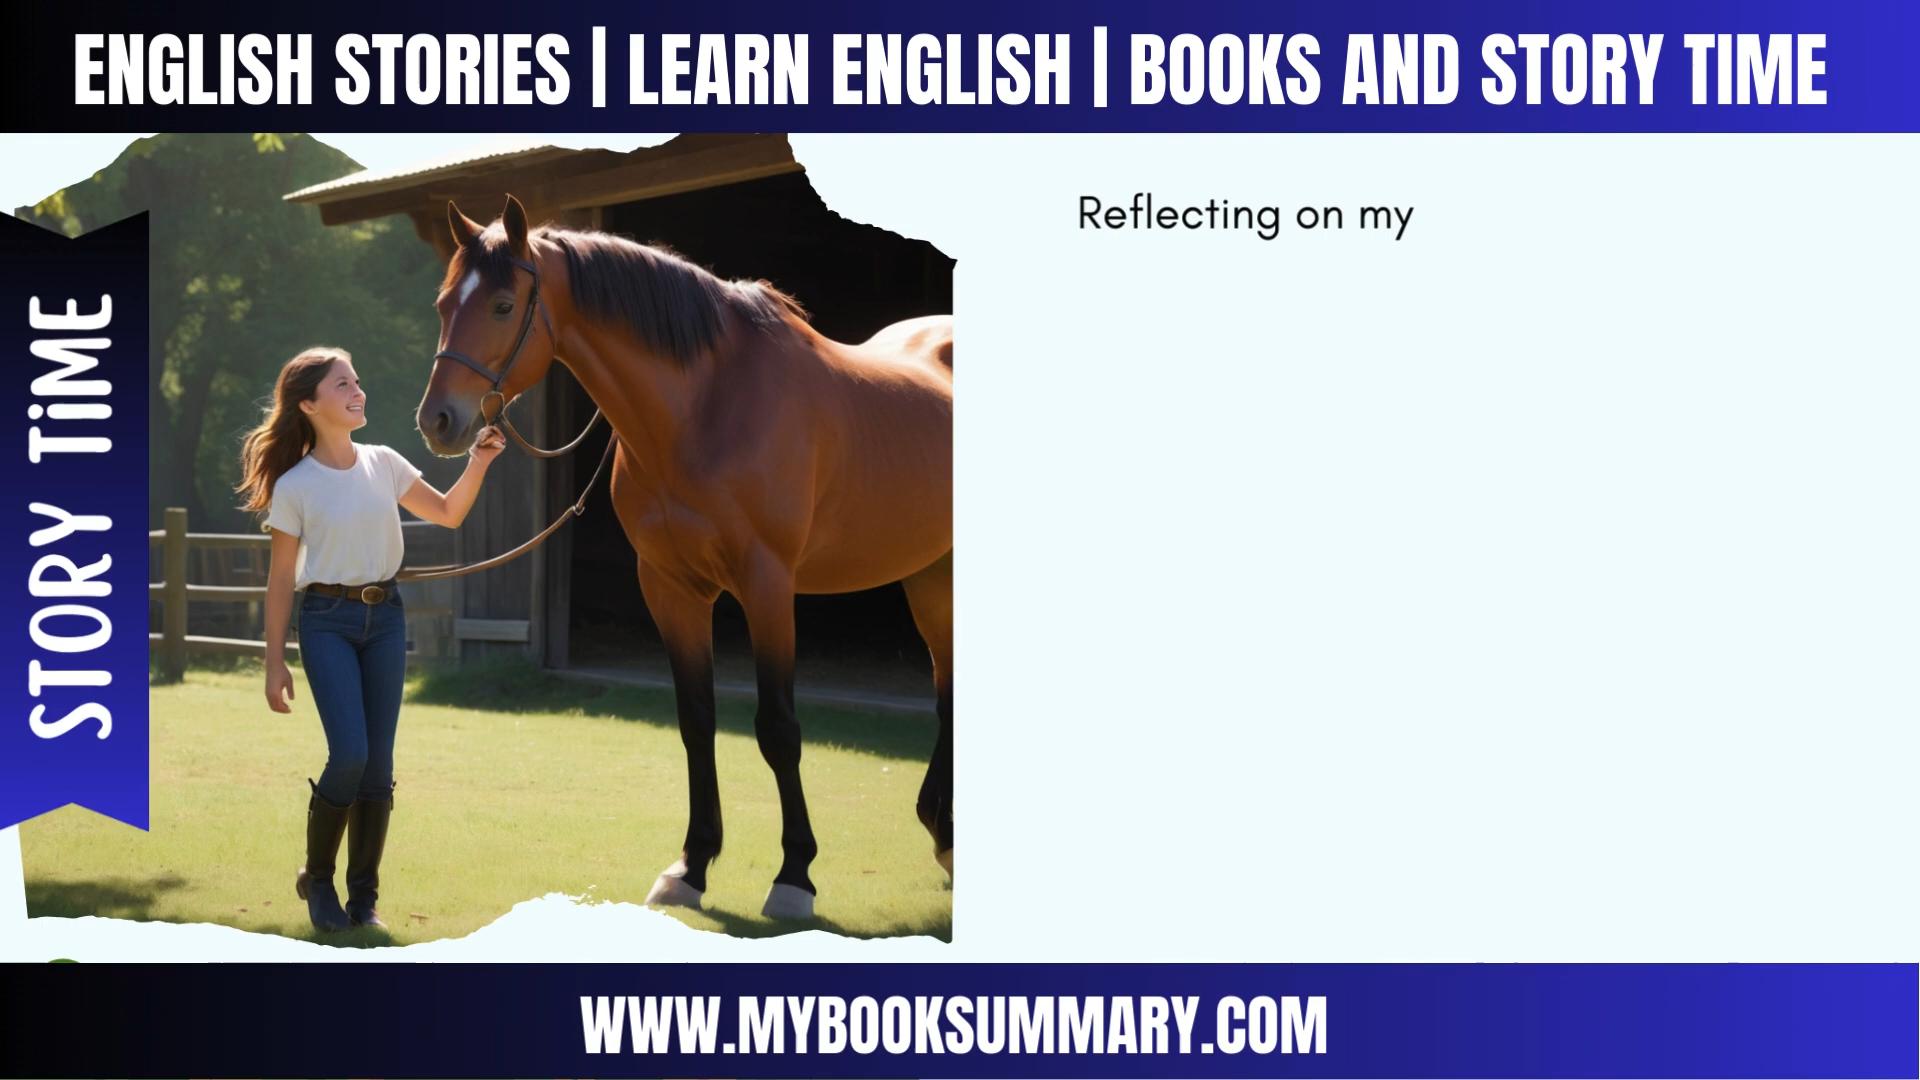 ENGLISH STORIES | LEARN ENGLISH | BOOKS AND STORY TIME
STORY TiME
Reflecting on my
WWW.MYBOOKSUMMARY.COM